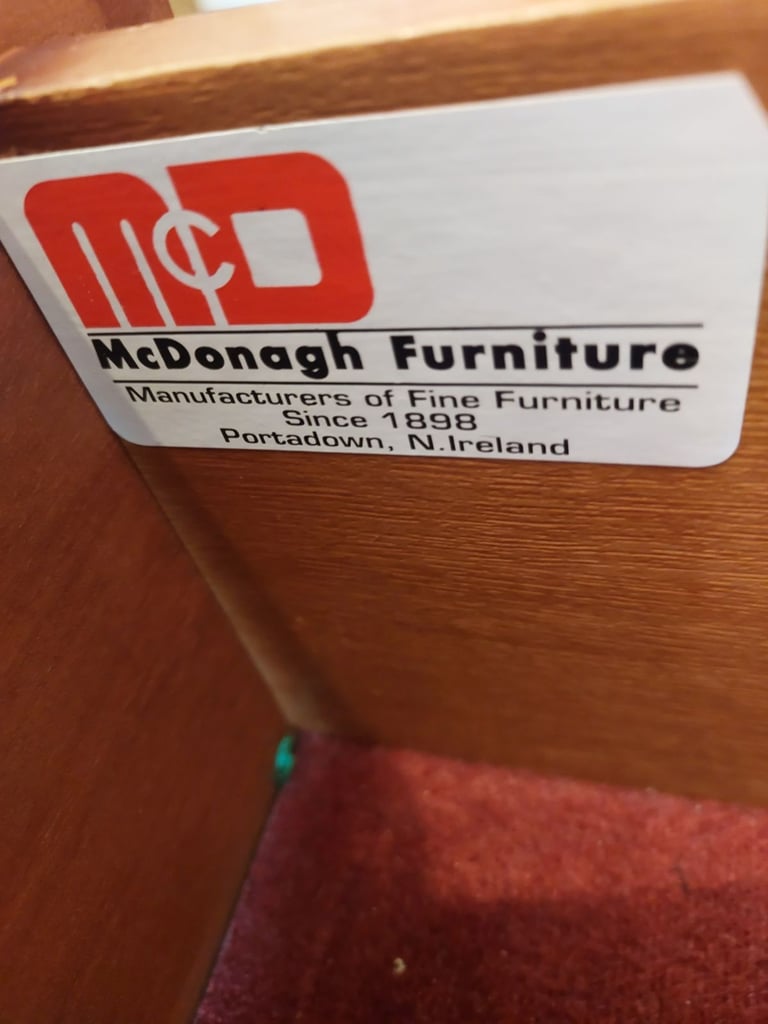 McD
McDonagh Furniture
Manufacturers of Fine Furniture
Since 1898
Portadown, N.Ireland